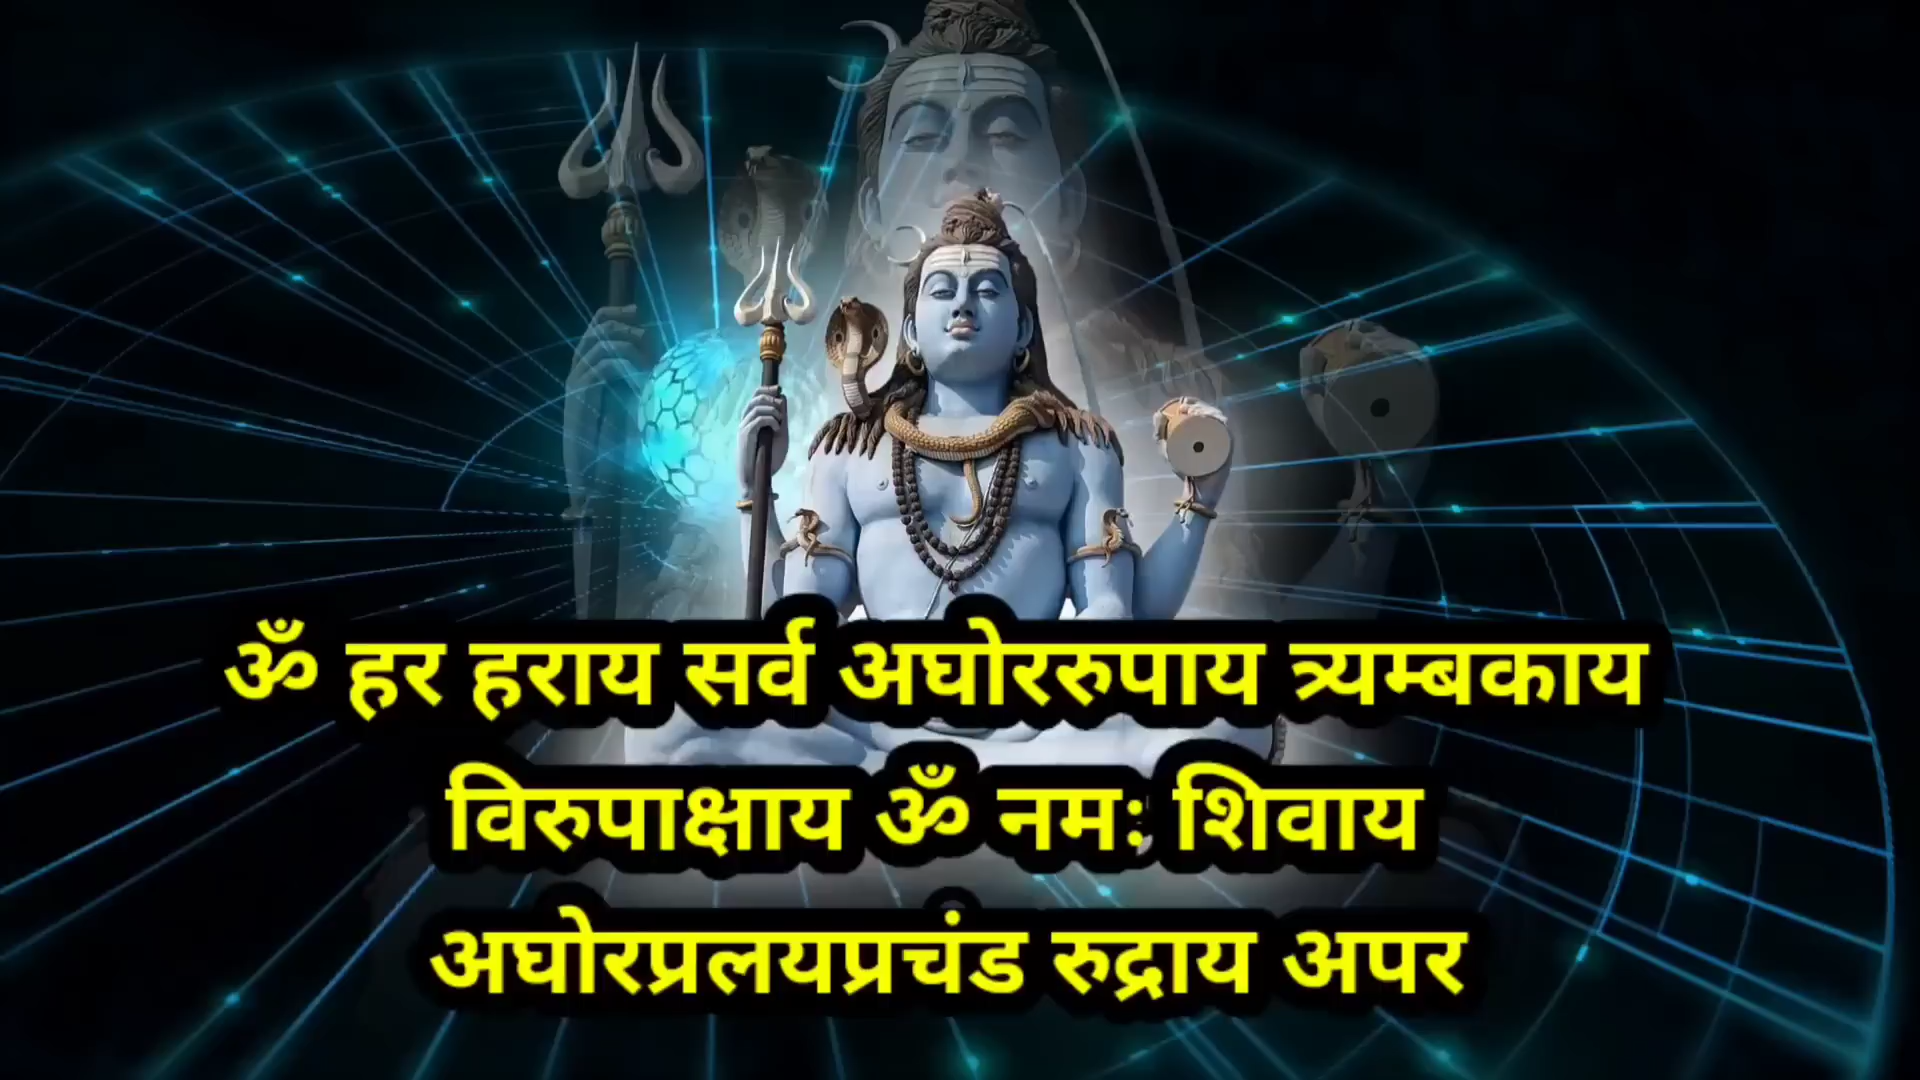 ॐ हर हराय सर्व अघोररुपाय त्र्यम्बकाय
विरुपाक्षाय ॐ नमः शिवाय
अघोरप्रलयप्रचंड रुद्राय अपर